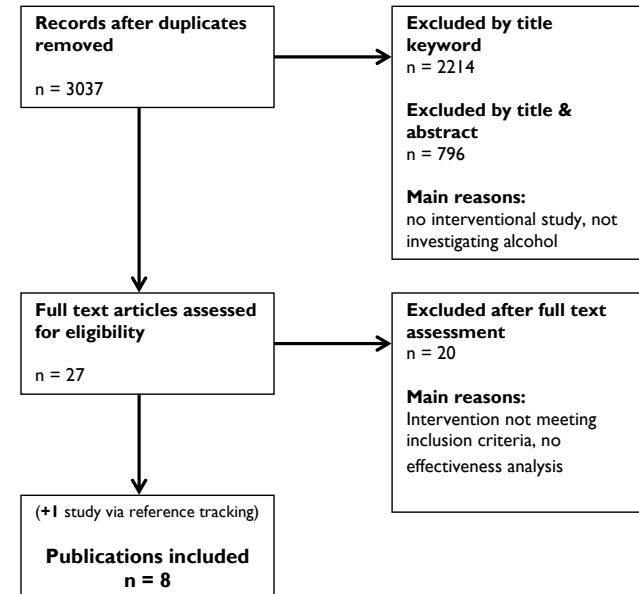 Records after duplicates
removed
n = 3037
Excluded by title
keyword
n = 2214
Excluded by title &
abstract
n = 796
Main reasons:
no interventional study, not
investigating alcohol
Full text articles assessed
for eligibility
n = 27
Excluded after full text
assessment
n = 20
Main reasons:
Intervention not meeting
inclusion criteria, no
effectiveness analysis
(+1 study via reference tracking)
Publications included
n = 8